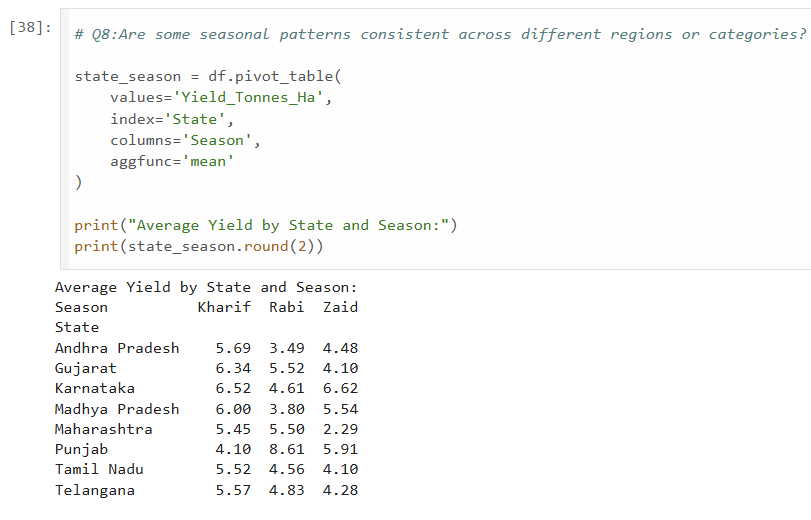 [38]:
# Q8:Are some seasonal patterns consistent across different regions or categories?
state_season = df.pivot_table(
    values='Yield_Tonnes_Ha',
    index='State',
    columns='Season',
    aggfunc='mean'
)
print("Average Yield by State and Season:")
print(state_season.round(2))
Average Yield by State and Season:
Season          Kharif  Rabi  Zaid
State
Andhra Pradesh    5.69  3.49  4.48
Gujarat           6.34  5.52  4.10
Karnataka         6.52  4.61  6.62
Madhya Pradesh    6.00  3.80  5.54
Maharashtra       5.45  5.50  2.29
Punjab            4.10  8.61  5.91
Tamil Nadu        5.52  4.56  4.10
Telangana         5.57  4.83  4.28